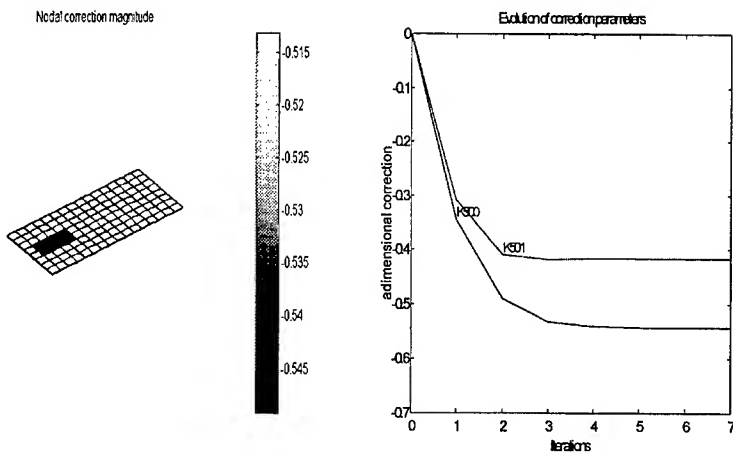 Nodal correction magnitude
-0.515
-0.52
-0.525
-0.53
-0.535
-0.54
-0.545
Evolution of correction parameters
0
-0.1
-0.2
-0.3
-0.4
-0.5
-0.6
-0.7
adimensional correction
K300
K501
0 1 2 3 4 5 6 7
Iterations